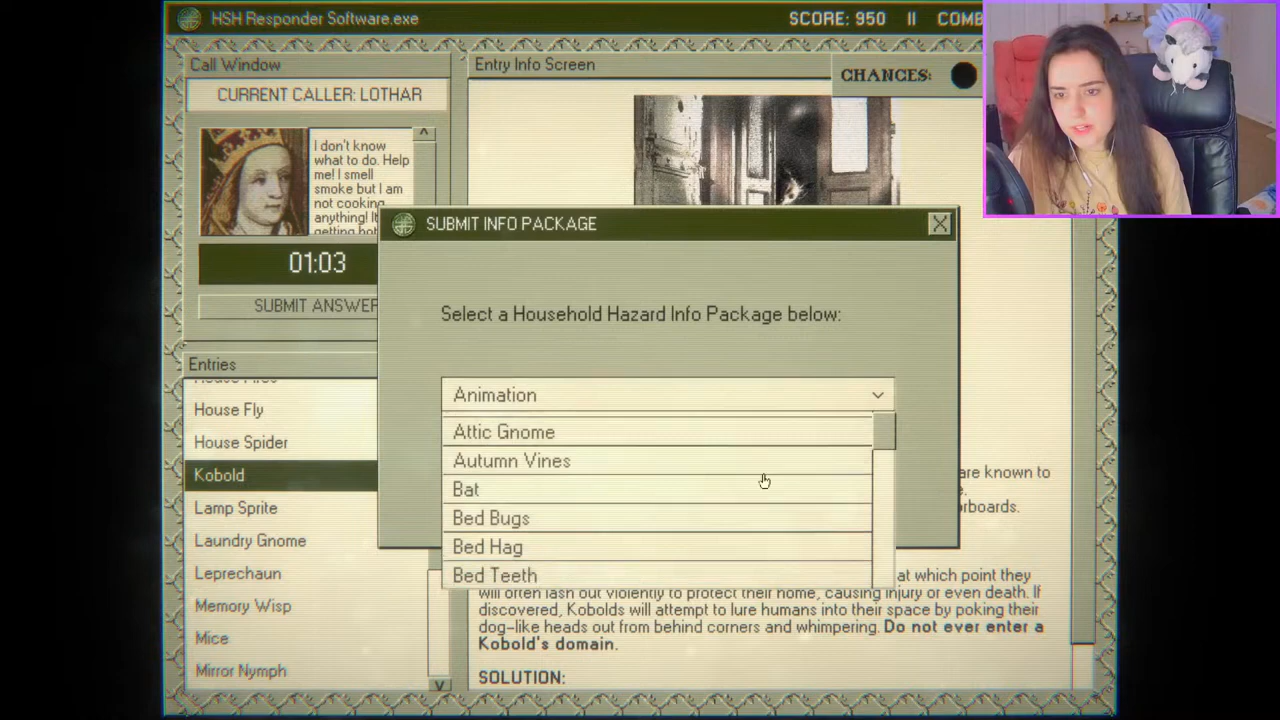 HSH Responder Software.exe
SCORE: 950
Call Window
CURRENT CALLER: LOTHAR
I don't know
what to do. Help
me! I smell
smoke but I am
not cooking
anything!
01:03
SUBMIT ANSWER
Entries
House Fires
House Fly
House Spider
Kobold
Lamp Sprite
Laundry Gnome
Leprechaun
Memory Wisp
Mice
Mirror Nymph
Entry Info Screen
CHANCES:
SUBMIT INFO PACKAGE
Select a Household Hazard Info Package below:
Animation
Attic Gnome
Autumn Vines
Bat
Bed Bugs
Bed Hag
Bed Teeth
are known to
at which point they
will often lash out violently to protect their home, causing injury or even death. If
discovered, Kobolds will attempt to lure humans into their space by poking their
dog-like heads out from behind corners and whimpering. Do not ever enter a
Kobold's domain.
SOLUTION: